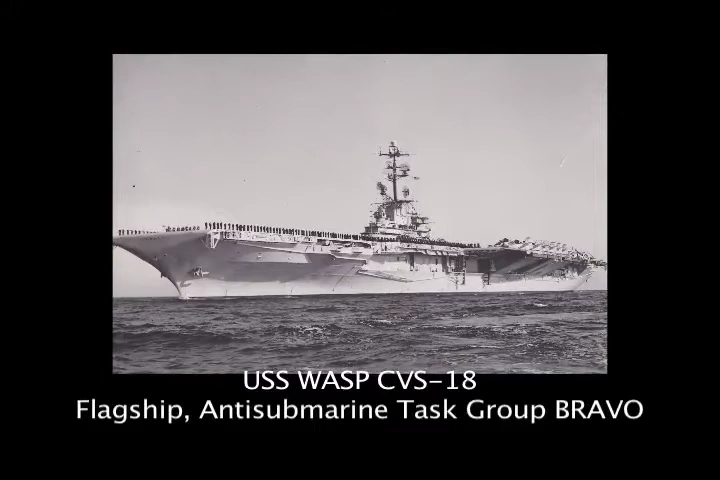 USS WASP CVS-18
Flagship, Antisubmarine Task Group BRAVO